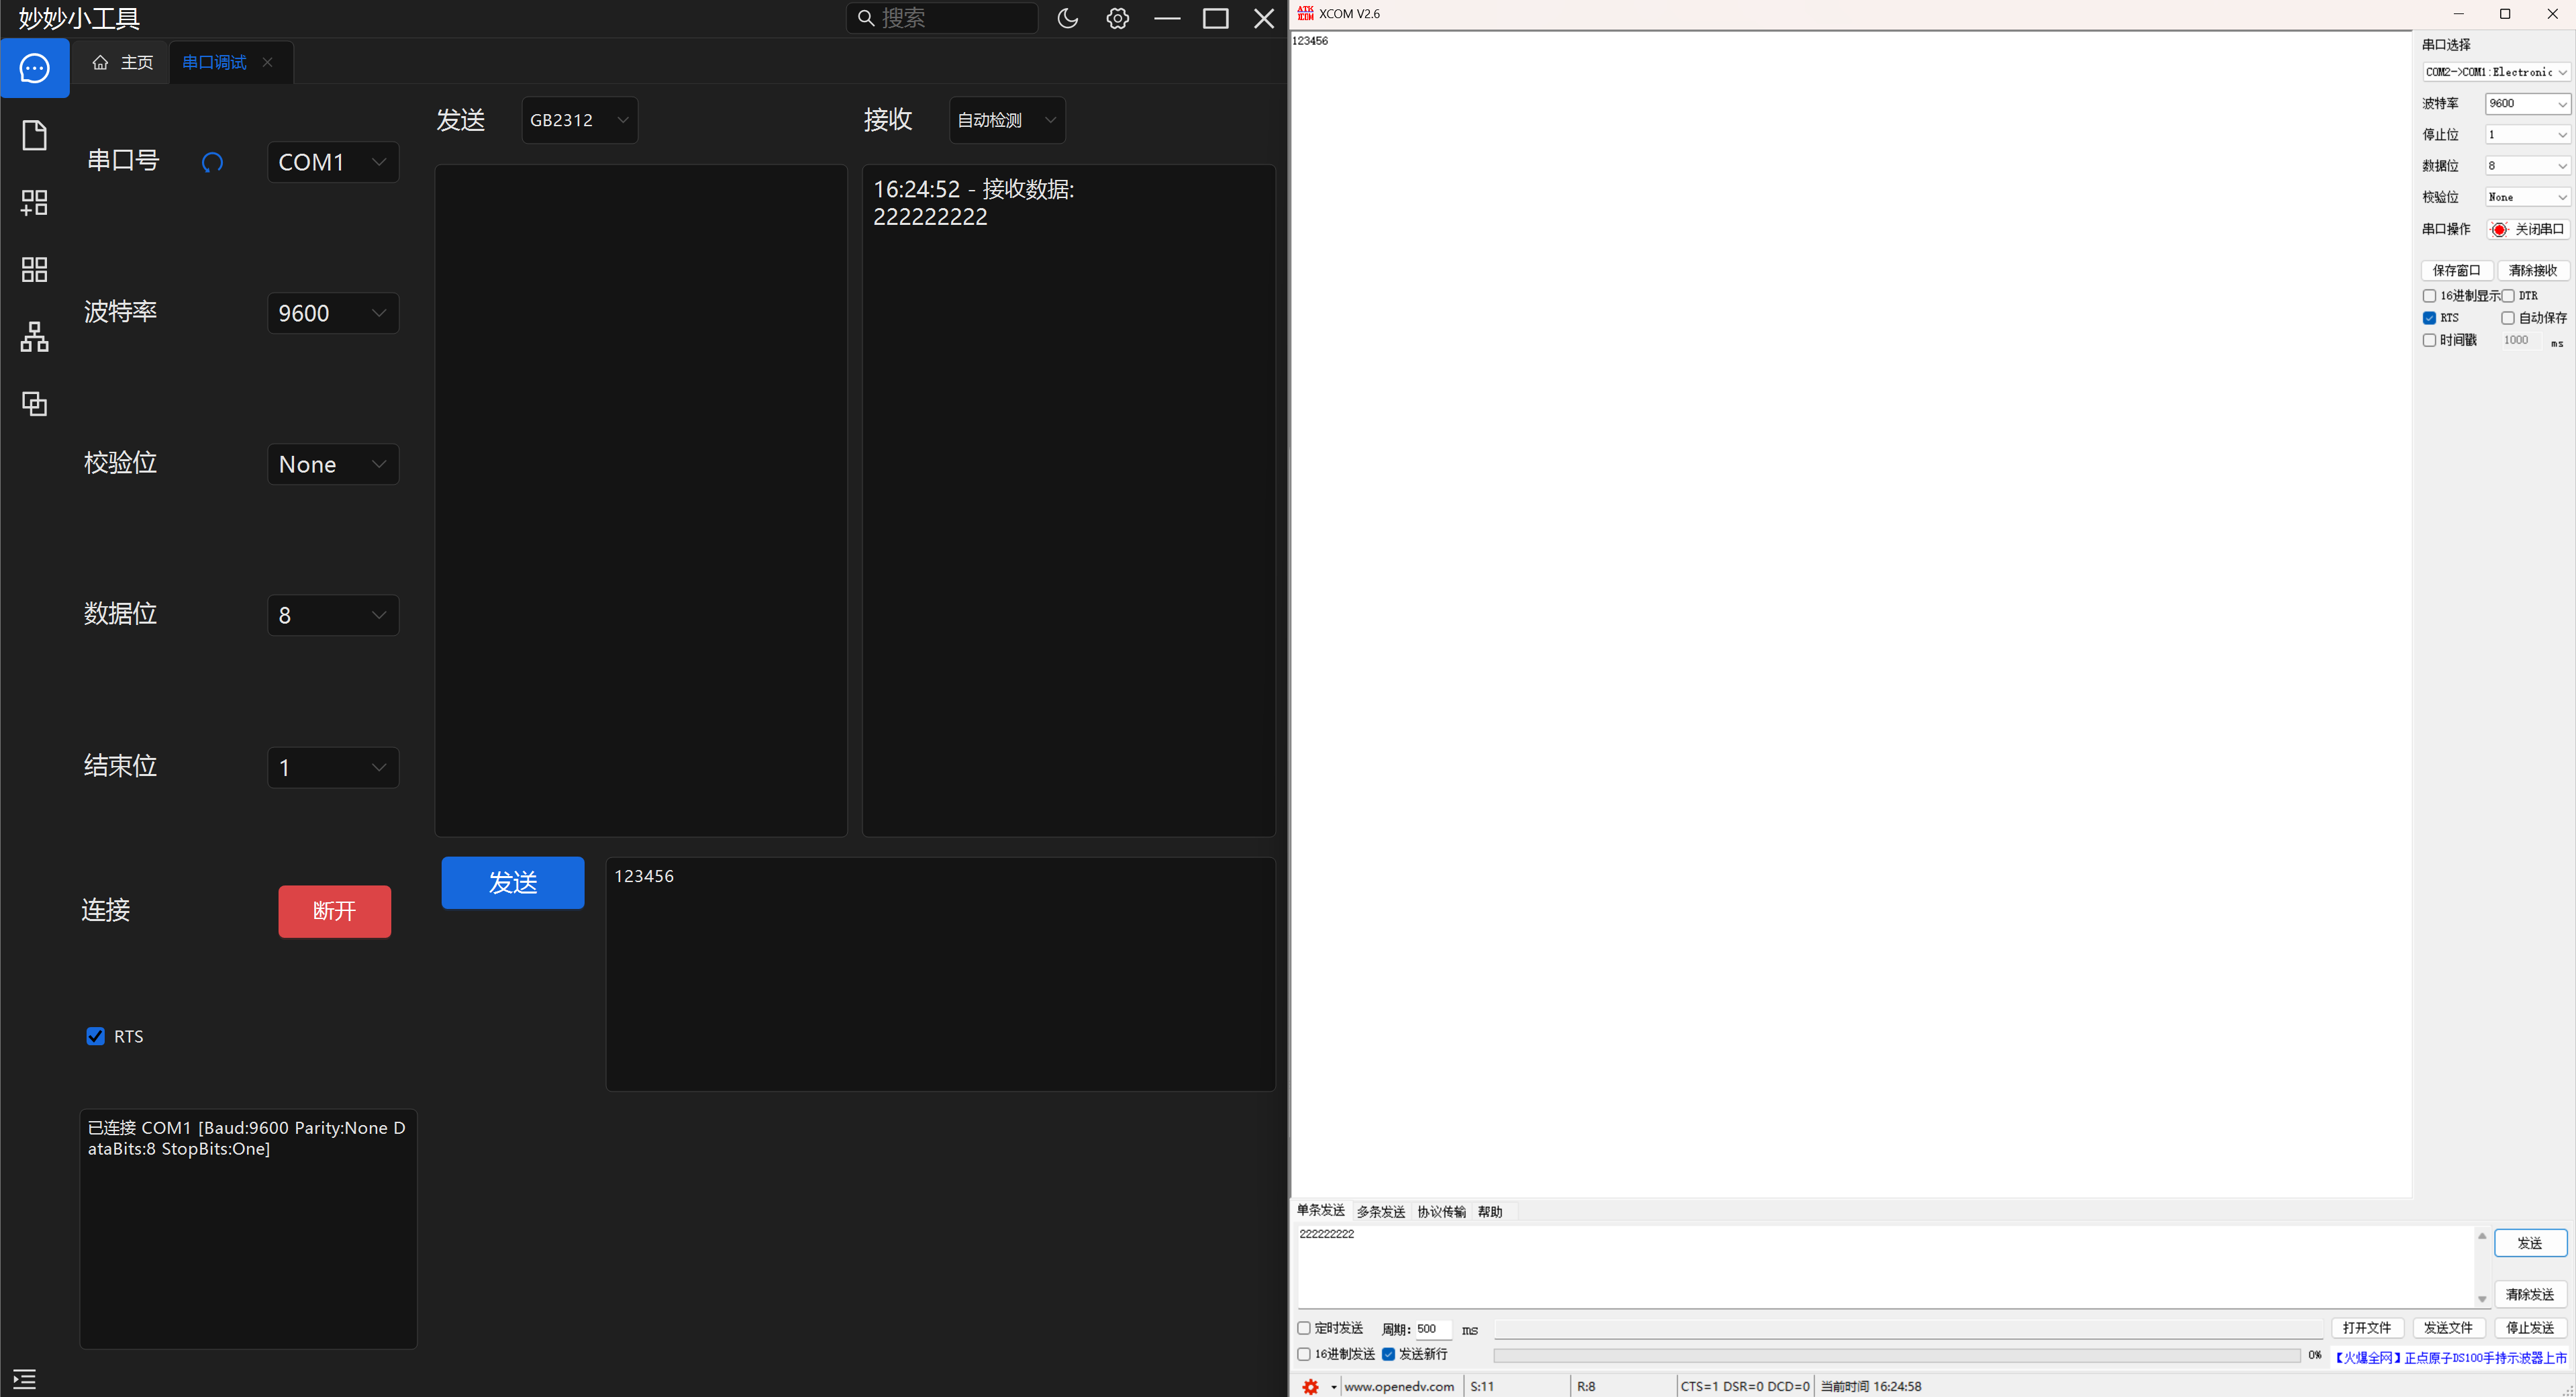 妙妙小工具
搜索
主页
串口调试
串口号
COM1
波特率
9600
校验位
None
数据位
8
结束位
1
连接
断开
RTS
已连接 COM1 [Baud:9600 Parity:None D
ataBits:8 StopBits:One]
发送
GB2312
接收
自动检测
16:24:52 - 接收数据:
222222222
发送
123456
ATK
XCOM
XCOM V2.6
123456
串口选择
COM2->COM1:Electronic
波特率
9600
停止位
1
数据位
8
校验位
None
串口操作
关闭串口
保存窗口
清除接收
16进制显示
DTR
RTS
自动保存
时间戳
1000
ms
单条发送
多条发送
协议传输
帮助
222222222
发送
清除发送
定时发送
周期:
500
ms
打开文件
发送文件
停止发送
16进制发送
发送新行
0%
【火爆全网】正点原子DS100手持示波器上市
www.openedv.com
S:11
R:8
CTS=1 DSR=0 DCD=0
当前时间 16:24:58